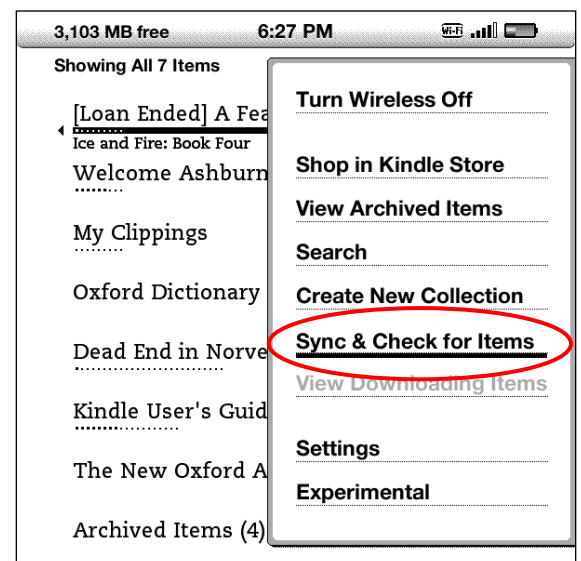 3,103 MB free 6:27 PM Wi-Fi
Showing All 7 Items
[Loan Ended] A Fea
Ice and Fire: Book Four
Welcome Ashburn
My Clippings
Oxford Dictionary
Dead End in Norve
Kindle User's Guid
The New Oxford A
Archived Items (4)
Turn Wireless Off
Shop in Kindle Store
View Archived Items
Search
Create New Collection
Sync & Check for Items
View Downloading Items
Settings
Experimental